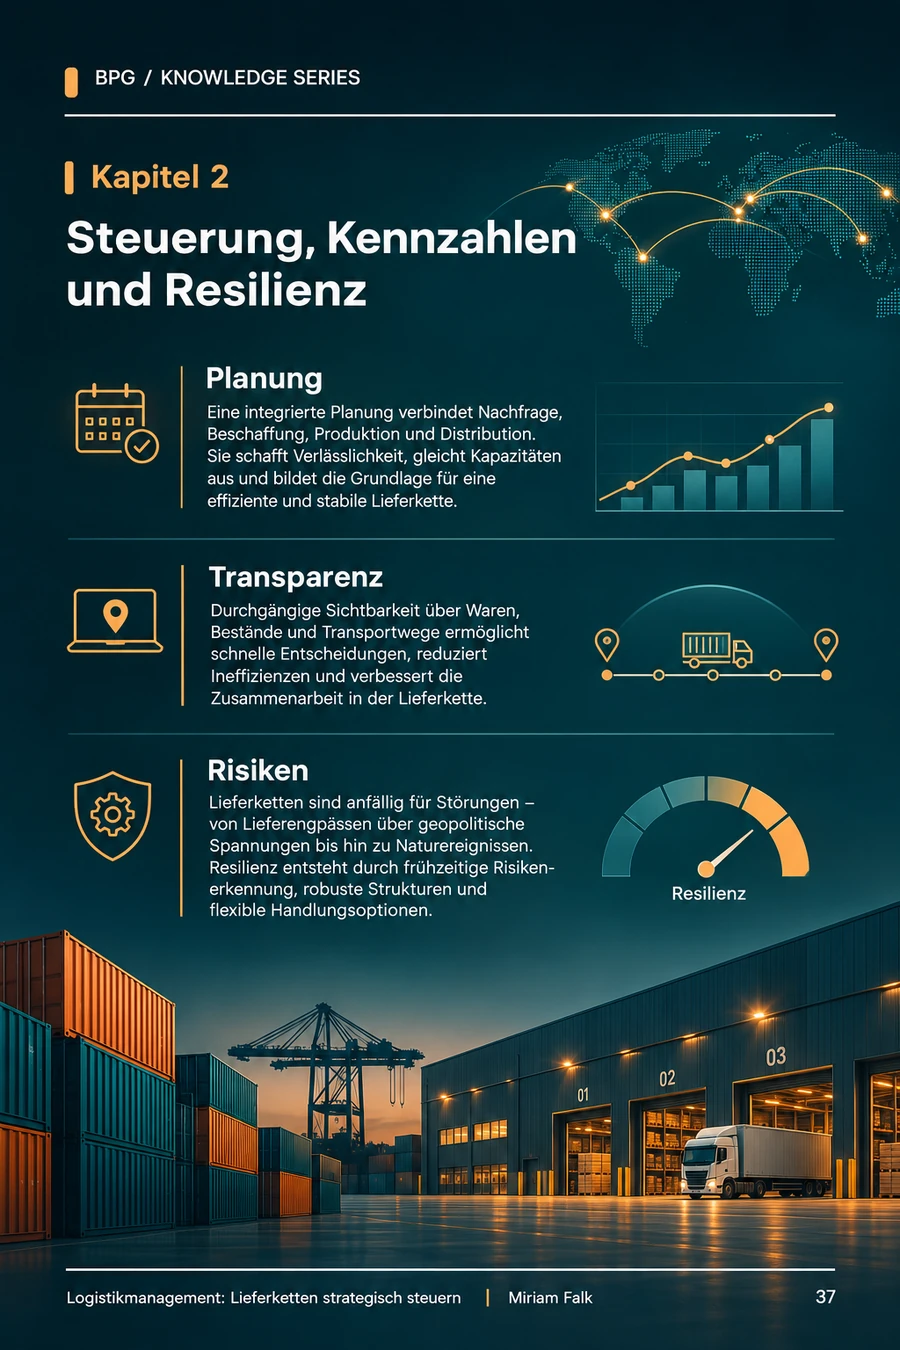 BPG / KNOWLEDGE SERIES
Kapitel 2
Steuerung, Kennzahlen
und Resilienz
Planung
Eine integrierte Planung verbindet Nachfrage,
Beschaffung, Produktion und Distribution.
Sie schafft Verlässlichkeit, gleicht Kapazitäten
aus und bildet die Grundlage für eine
effiziente und stabile Lieferkette.
Transparenz
Durchgängige Sichtbarkeit über Waren,
Bestände und Transportwege ermöglicht
schnelle Entscheidungen, reduziert
Ineffizienzen und verbessert die
Zusammenarbeit in der Lieferkette.
Risiken
Lieferketten sind anfällig für Störungen –
von Lieferengpässen über geopolitische
Spannungen bis hin zu Naturereignissen.
Resilienz entsteht durch frühzeitige Risiken-
erkennung, robuste Strukturen und
flexible Handlungsoptionen.
Resilienz
01
02
03
Logistikmanagement: Lieferketten strategisch steuern | Miriam Falk
37